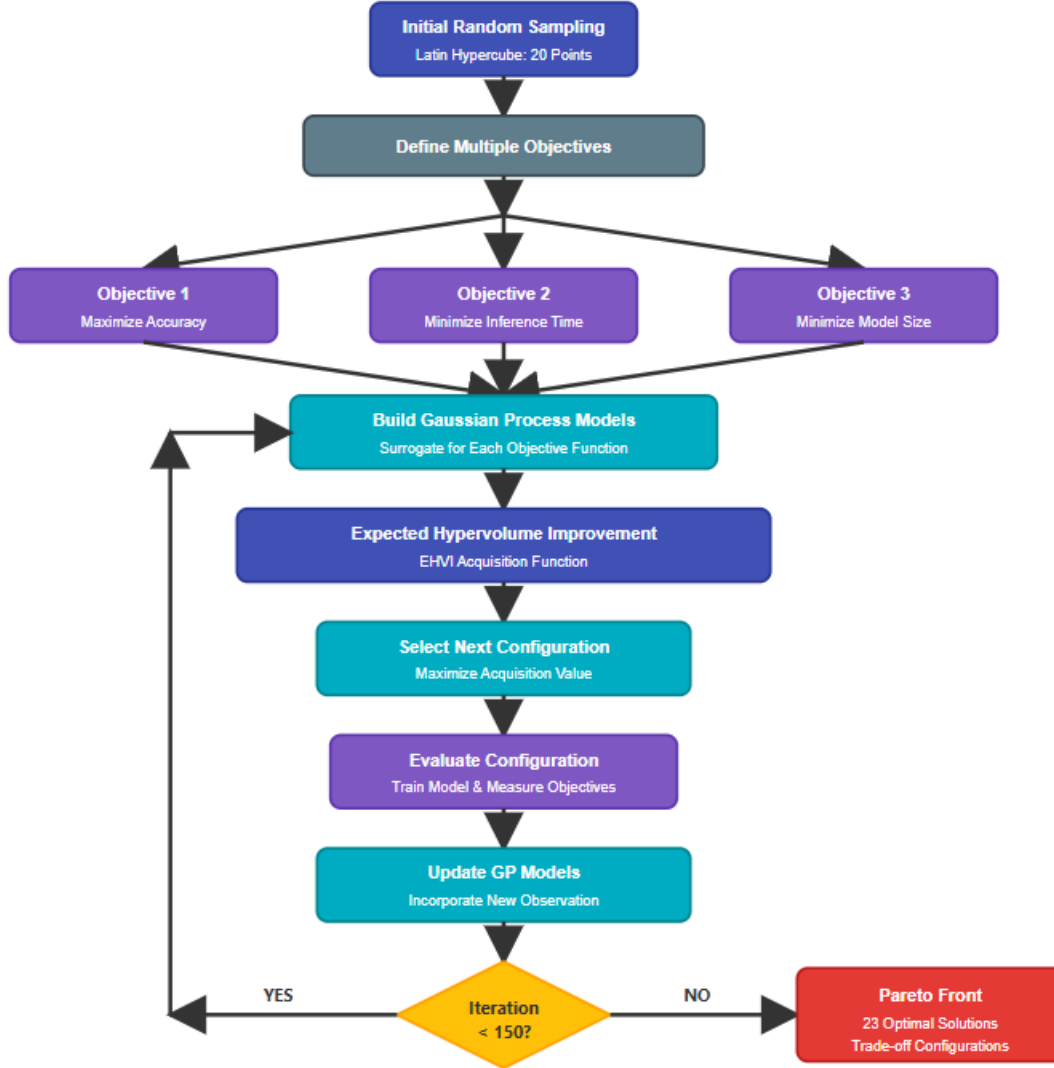 Initial Random Sampling
Latin Hypercube: 20 Points
Define Multiple Objectives
Objective 1
Maximize Accuracy
Objective 2
Minimize Inference Time
Objective 3
Minimize Model Size
Build Gaussian Process Models
Surrogate for Each Objective Function
Expected Hypervolume Improvement
EHVI Acquisition Function
Select Next Configuration
Maximize Acquisition Value
Evaluate Configuration
Train Model & Measure Objectives
Update GP Models
Incorporate New Observation
Iteration
< 150?
YES
NO
Pareto Front
23 Optimal Solutions
Trade-off Configurations